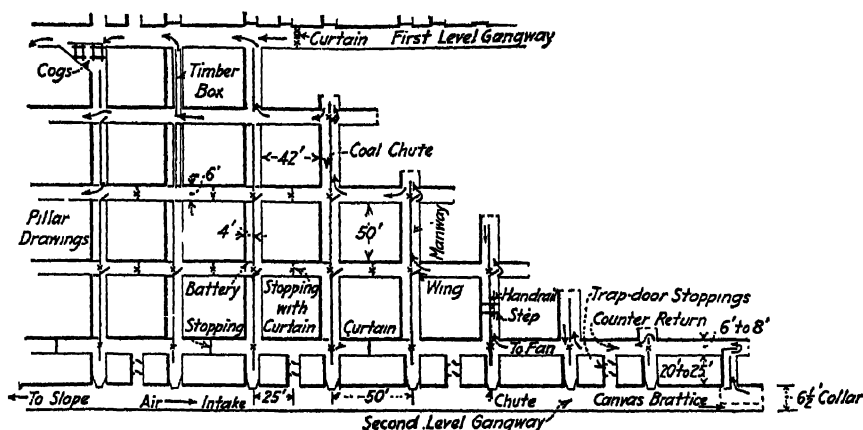 Curtain First Level Gangway
Cogs
Timber
Box
Coal Chute
42'
6'
Pillar
Drawings
4'
50'
Manway
Battery
Stopping
with
Curtain
Wing
Handrail
Step
Trap-door Stoppings
Counter Return
Stopping
Curtain
To Fan
6' to 8'
20' to 25'
To Slope
Air Intake
25'
50'
Chute
Canvas Brattice
6½' Collar
Second Level Gangway